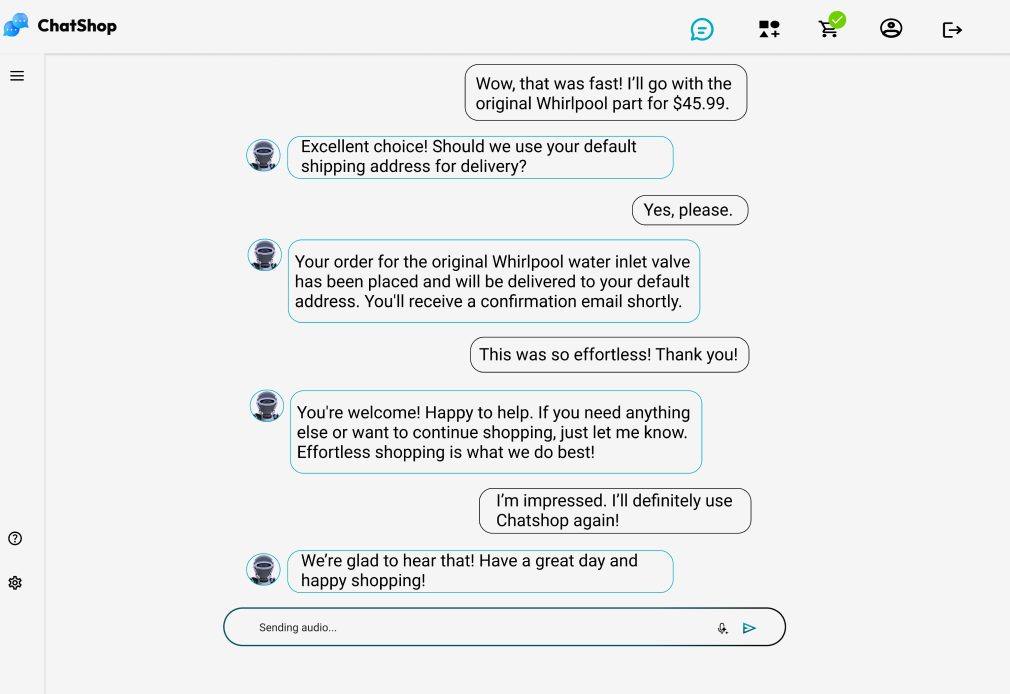 ChatShop
Wow, that was fast! I’ll go with the
original Whirlpool part for $45.99.
Excellent choice! Should we use your default
shipping address for delivery?
Yes, please.
Your order for the original Whirlpool water inlet valve
has been placed and will be delivered to your default
address. You'll receive a confirmation email shortly.
This was so effortless! Thank you!
You're welcome! Happy to help. If you need anything
else or want to continue shopping, just let me know.
Effortless shopping is what we do best!
I’m impressed. I’ll definitely use
Chatshop again!
We’re glad to hear that! Have a great day and
happy shopping!
Sending audio...